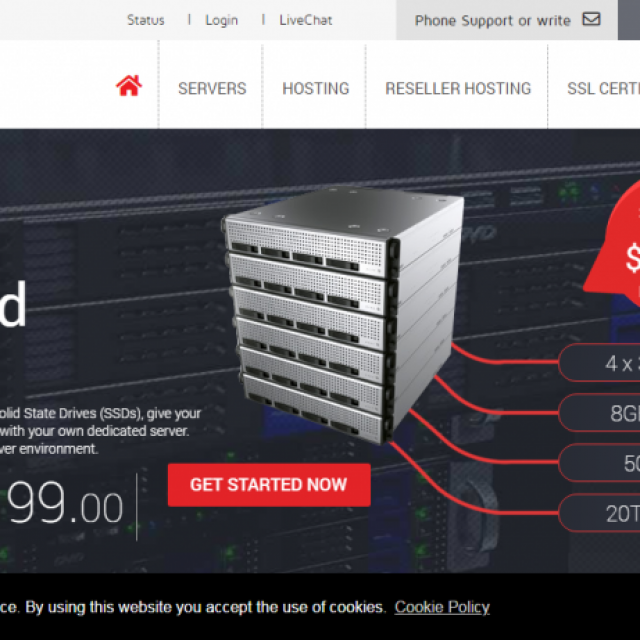 Status | Login | LiveChat Phone Support or write
SERVERS HOSTING RESELLER HOSTING SSL CERTI
d
$
4 x
8G
olid State Drives (SSDs), give your
with your own dedicated server.
ver environment.
50
99.00
GET STARTED NOW
20T
ce. By using this website you accept the use of cookies. Cookie Policy